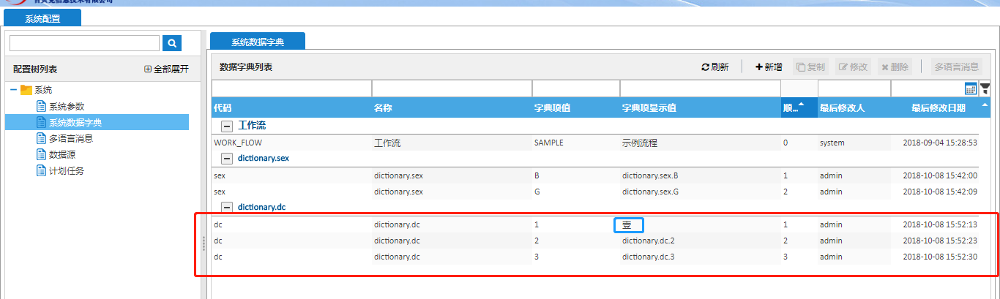 系统配置
系统数据字典
配置树列表 全部展开
数据字典列表 刷新 新增 复制 修改 删除 多语言消息
系统
系统参数
系统数据字典
多语言消息
数据源
计划任务
代码 名称 字典项值 字典项显示值 顺... 最后修改人 最后修改日期
工作流
WORK_FLOW 工作流 SAMPLE 示例流程 0 system 2018-09-04 15:28:53
dictionary.sex
sex dictionary.sex B dictionary.sex.B 1 admin 2018-10-08 15:42:00
sex dictionary.sex G dictionary.sex.G 2 admin 2018-10-08 15:42:09
dictionary.dc
dc dictionary.dc 1 壹 1 admin 2018-10-08 15:52:13
dc dictionary.dc 2 dictionary.dc.2 2 admin 2018-10-08 15:52:23
dc dictionary.dc 3 dictionary.dc.3 3 admin 2018-10-08 15:52:30